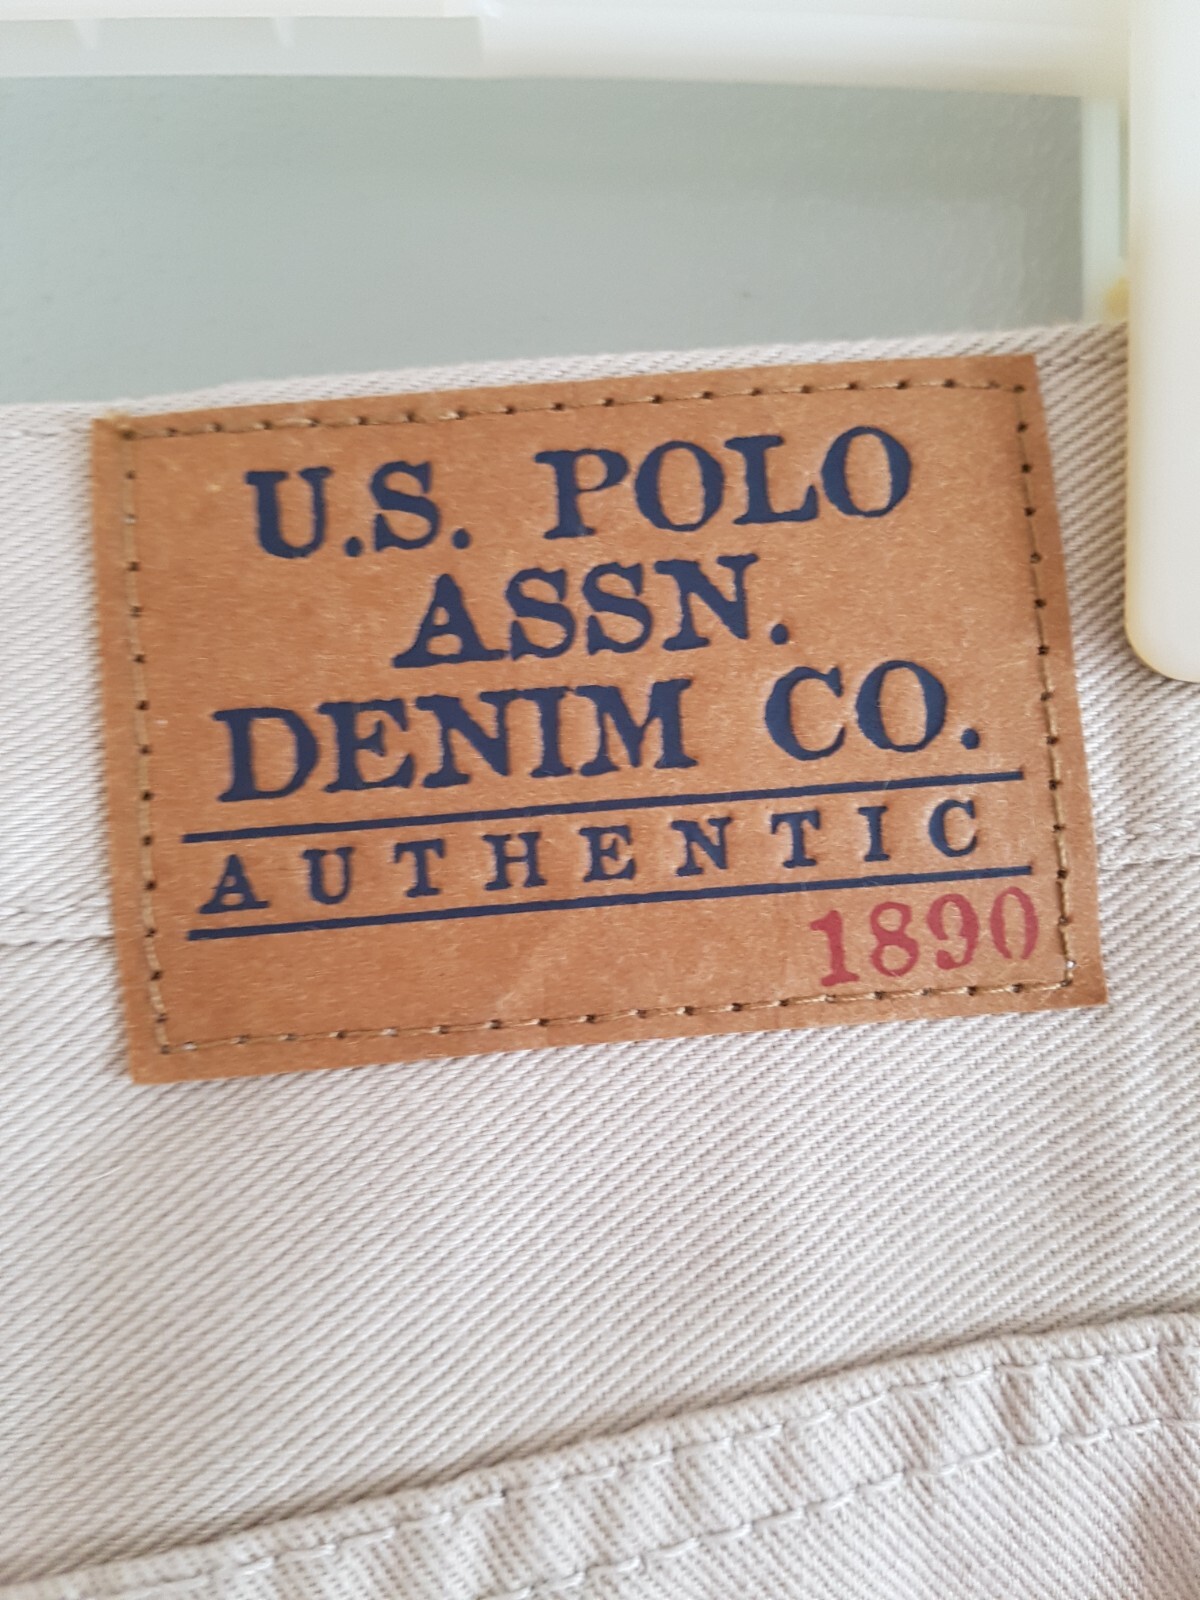 U.S. POLO
ASSN.
DENIM CO.
AUTHENTIC
1890